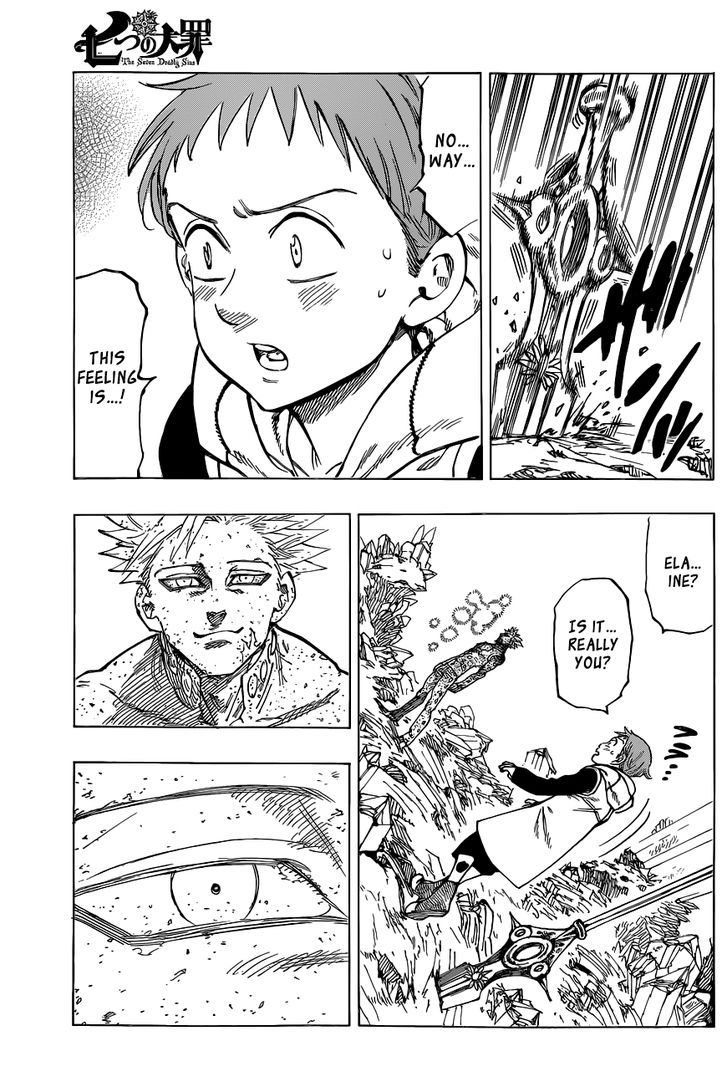 七つの大罪
The Seven Deadly Sins
NO...
WAY...
THIS
FEELING
IS...!
ELA...
INE?
IS IT...
REALLY
YOU?